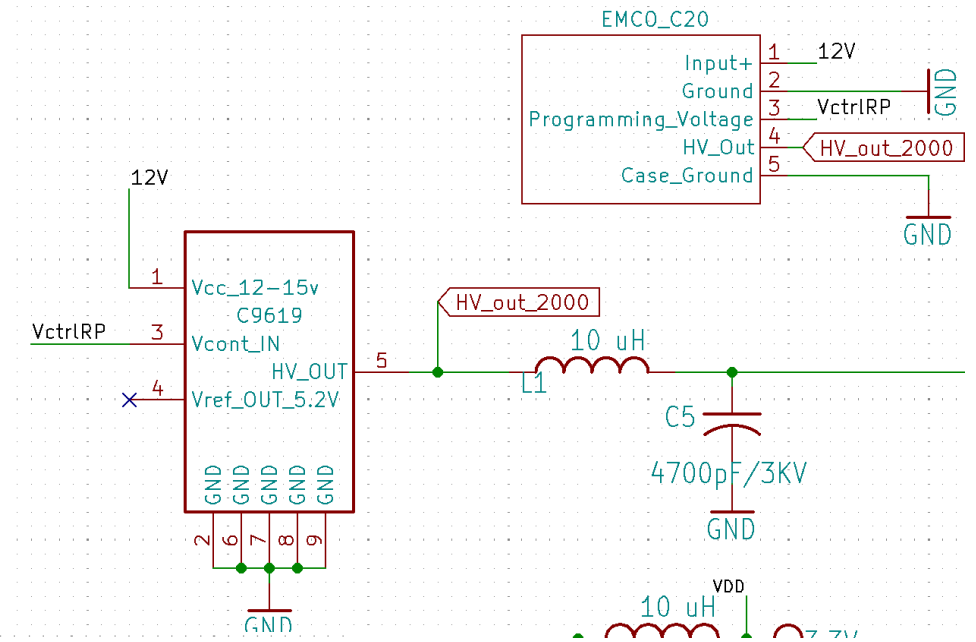 EMCO_C20
Input+ 1 12V
Ground 2 GND
Programming_Voltage 3 VctrlRP
HV_Out 4 HV_out_2000
Case_Ground 5
GND
12V
1 Vcc_12-15v
C9619
VctrlRP 3 Vcont_IN
HV_OUT 5
4 Vref_OUT_5.2V
GND GND GND GND GND
2 6 7 8 9
GND
HV_out_2000
10 uH
L1
C5
4700pF/3KV
GND
VDD
10 uH
3.3V